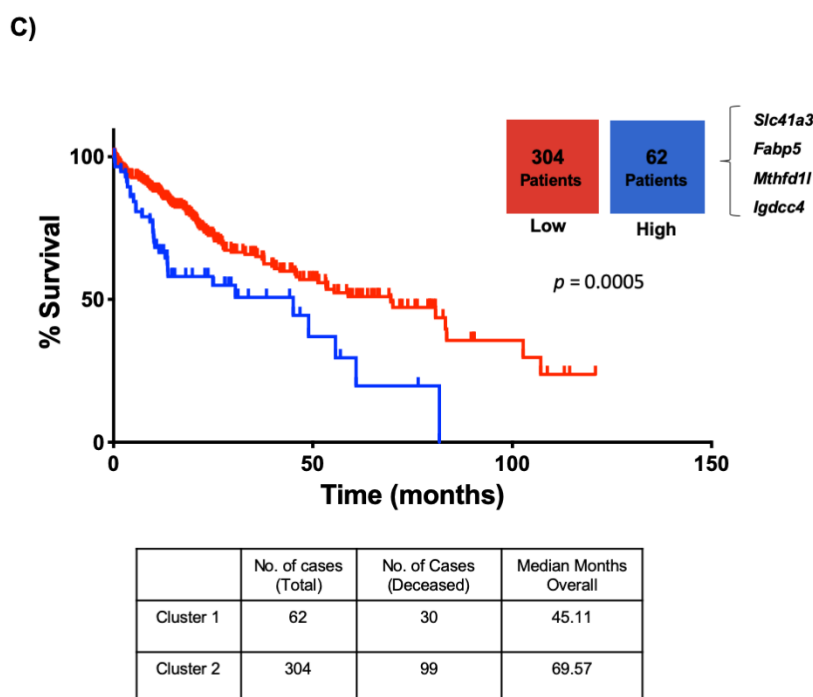 C)
Slc41a3
Fabp5
Mthfd1l
Igdcc4
304
Patients
62
Patients
Low
High
p = 0.0005
% Survival
100
50
0
0
50
100
150
Time (months)
No. of cases (Total)
No. of Cases (Deceased)
Median Months Overall
Cluster 1
62
30
45.11
Cluster 2
304
99
69.57